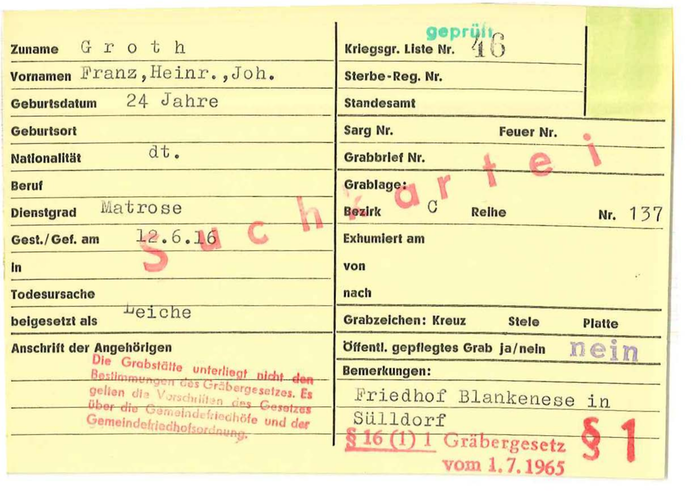 Zuname G r o t h
Vornamen Franz,Heinr.,Joh.
Geburtsdatum 24 Jahre
Geburtsort
Nationalität dt.
Beruf
Dienstgrad Matrose
Gest./Gef. am 12.6.16
in
Todesursache
beigesetzt als Leiche
Anschrift der Angehörigen
Die Grabstätte unterliegt nicht den
Bestimmungen des Gräbergesetzes. Es
gelten die Vorschriften des Gesetzes
über die Gemeindefriedhöfe und der
Gemeindefriedhofsordnung.
Suchkartei
geprüft
Kriegsgr. Liste Nr. 46
Sterbe-Reg. Nr.
Standesamt
Sarg Nr. Feuer Nr.
Grabbrief Nr.
Grablage:
Bezirk C Reihe Nr. 137
Exhumiert am
von
nach
Grabzeichen: Kreuz Stele Platte
Öffentl. gepflegtes Grab ja/nein nein
Bemerkungen:
Friedhof Blankenese in
Sülldorf
§ 16 (1) 1 Gräbergesetz
vom 1.7.1965
§ 1